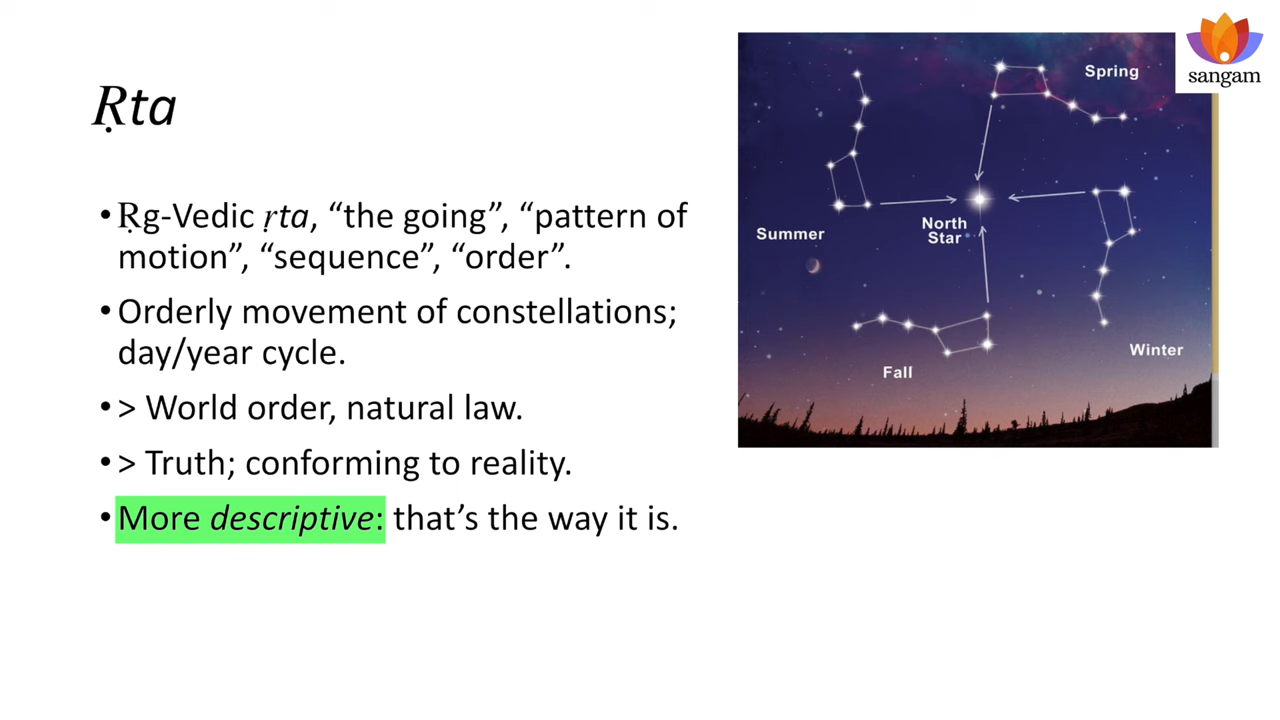 Ṛta
•Ṛg-Vedic ṛta, “the going”, “pattern of
motion”, “sequence”, “order”.
•Orderly movement of constellations;
day/year cycle.
•> World order, natural law.
•> Truth; conforming to reality.
•More descriptive: that’s the way it is.
Spring
Summer
North
Star
Winter
Fall
sangam